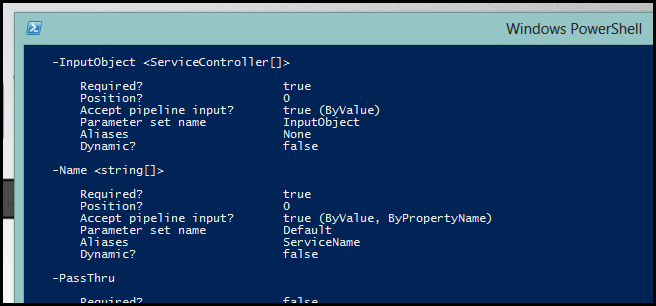 Windows PowerShell
-InputObject <ServiceController[]>
Required? true
Position? 0
Accept pipeline input? true (ByValue)
Parameter set name InputObject
Aliases None
Dynamic? false
-Name <string[]>
Required? true
Position? 0
Accept pipeline input? true (ByValue, ByPropertyName)
Parameter set name Default
Aliases ServiceName
Dynamic? false
-PassThru
Required? false